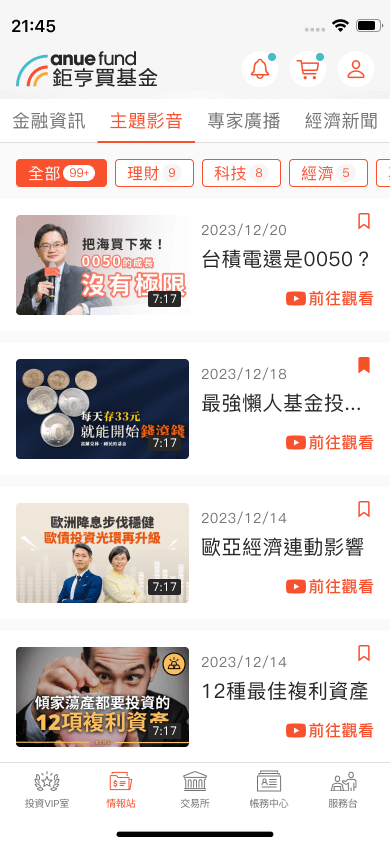 21:45
anue fund
鉅亨買基金
金融資訊 主題影音 專家廣播 經濟新聞
全部 99+ 理財 9 科技 8 經濟 5
把海買下來！
0050的成長
沒有極限
7:17
2023/12/20
台積電還是0050？
前往觀看
每天存33元
就能開始錢滾錢
7:17
2023/12/18
最強懶人基金投...
前往觀看
歐洲降息步伐穩健
歐債投資光環再升級
7:17
2023/12/14
歐亞經濟連動影響
前往觀看
傾家蕩產都要投資的
12項複利資產
7:17
2023/12/14
12種最佳複利資產
前往觀看
投資VIP室 情報站 交易所 帳務中心 服務台